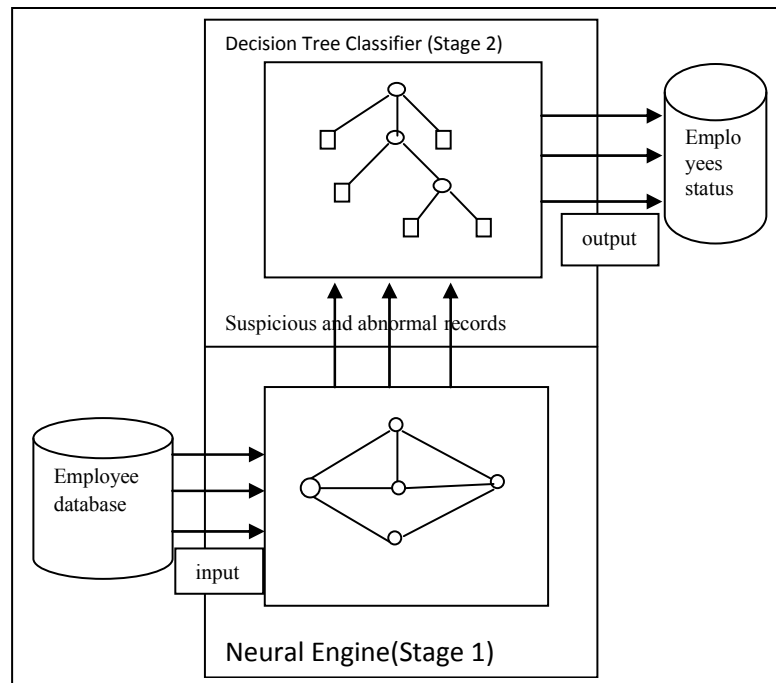 Decision Tree Classifier (Stage 2)
Emplo
yees
status
output
Suspicious and abnormal records
Employee
database
input
Neural Engine(Stage 1)